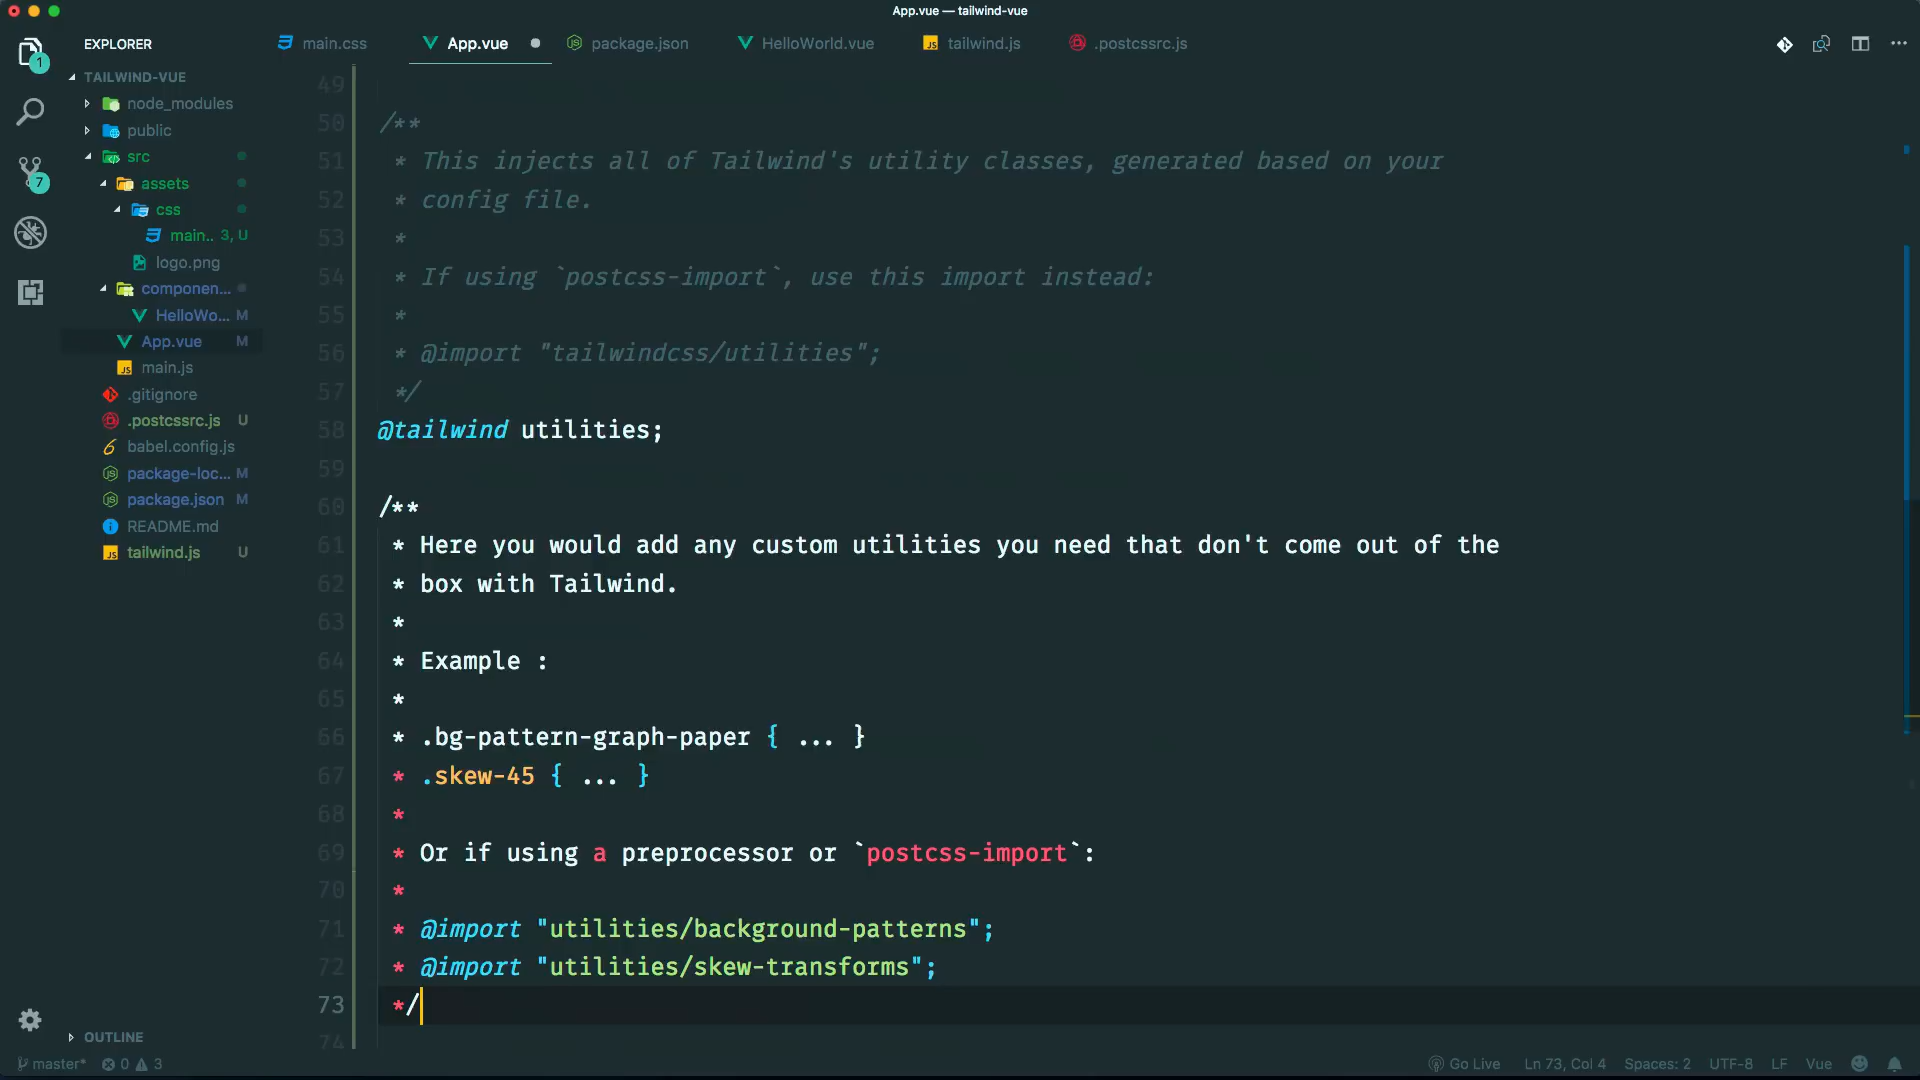 App.vue — tailwind-vue
EXPLORER
main.css
App.vue
package.json
HelloWorld.vue
tailwind.js
.postcssrc.js
1
7
TAILWIND-VUE
node_modules
public
src
assets
css
main.. 3, U
logo.png
componen...
HelloWo... M
App.vue M
main.js
.gitignore
.postcssrc.js U
babel.config.js
package-loc... M
package.json M
README.md
tailwind.js U
OUTLINE
49
50 /**
51 * This injects all of Tailwind's utility classes, generated based on your
52 * config file.
53 *
54 * If using `postcss-import`, use this import instead:
55 *
56 * @import "tailwindcss/utilities";
57 */
58 @tailwind utilities;
59
60 /**
61 * Here you would add any custom utilities you need that don't come out of the
62 * box with Tailwind.
63 *
64 * Example :
65 *
66 * .bg-pattern-graph-paper { ... }
67 * .skew-45 { ... }
68 *
69 * Or if using a preprocessor or `postcss-import`:
70 *
71 * @import "utilities/background-patterns";
72 * @import "utilities/skew-transforms";
73 */
74
master* 0 3
Go Live Ln 73, Col 4 Spaces: 2 UTF-8 LF Vue